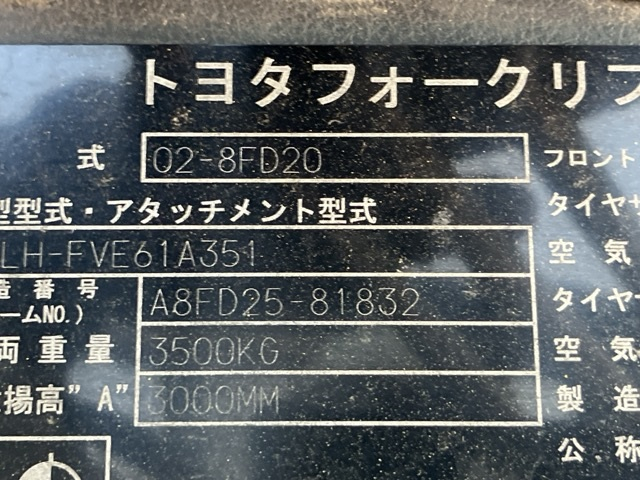 トヨタフォークリフ
式 02-8FD20 フロント
型型式・アタッチメント型式 タイヤ
LH-FVE61A351 空気
造番号 A8FD25-81832 タイヤ
ームNO.)
両重量 3500KG 空気
揚高"A" 3000MM 製造
公称